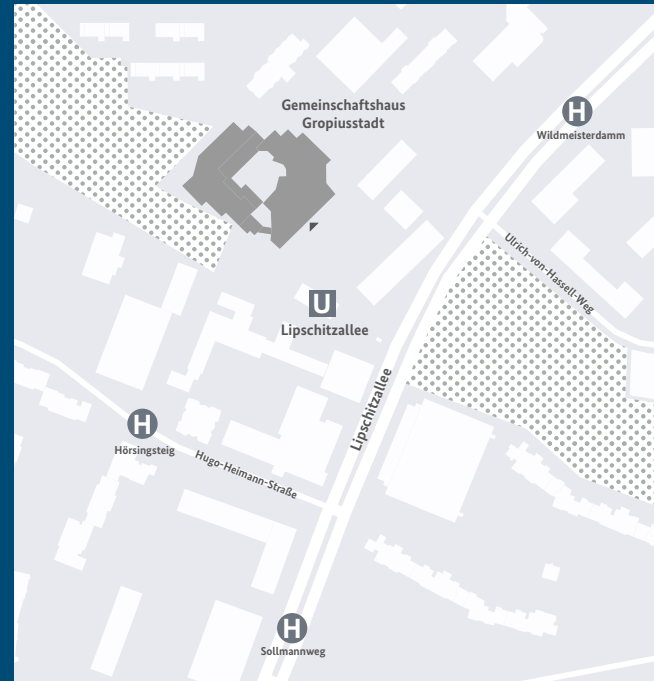 Gemeinschaftshaus
Gropiusstadt
H
Wildmeisterdamm
Ulrich-von-Hassell-Weg
U
Lipschitzallee
Lipschitzallee
H
Hörsingsteig
Hugo-Heimann-Straße
H
Sollmannweg